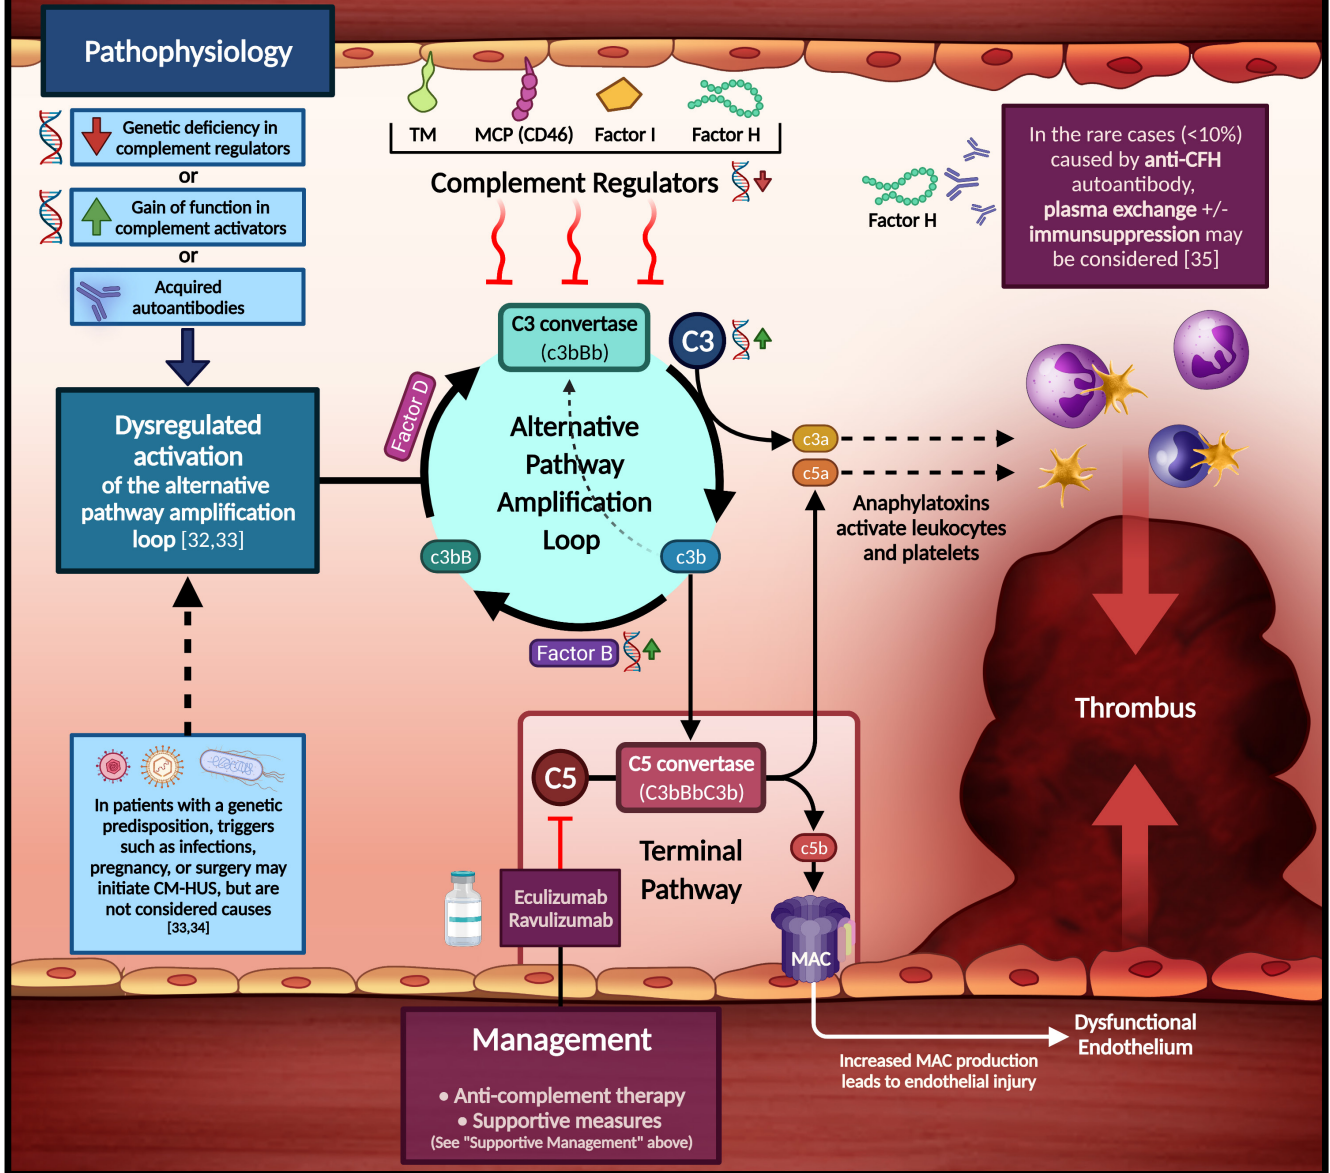 Pathophysiology
Genetic deficiency in
complement regulators
or
Gain of function in
complement activators
or
Acquired
autoantibodies
Dysregulated
activation
of the alternative
pathway amplification
loop [32,33]
In patients with a genetic
predisposition, triggers
such as infections,
pregnancy, or surgery may
initiate CM-HUS, but are
not considered causes
[33,34]
TM
MCP (CD46)
Factor I
Factor H
Complement Regulators
C3 convertase
(c3bBb)
C3
Factor D
Alternative
Pathway
Amplification
Loop
c3bB
c3b
Factor B
c3a
c5a
Anaphylatoxins
activate leukocytes
and platelets
Factor H
In the rare cases (<10%)
caused by anti-CFH
autoantibody,
plasma exchange +/-
immunsuppression may
be considered [35]
Thrombus
C5
C5 convertase
(C3bBbC3b)
Terminal
Pathway
c5b
MAC
Eculizumab
Ravulizumab
Management
• Anti-complement therapy
• Supportive measures
(See "Supportive Management" above)
Increased MAC production
leads to endothelial injury
Dysfunctional
Endothelium